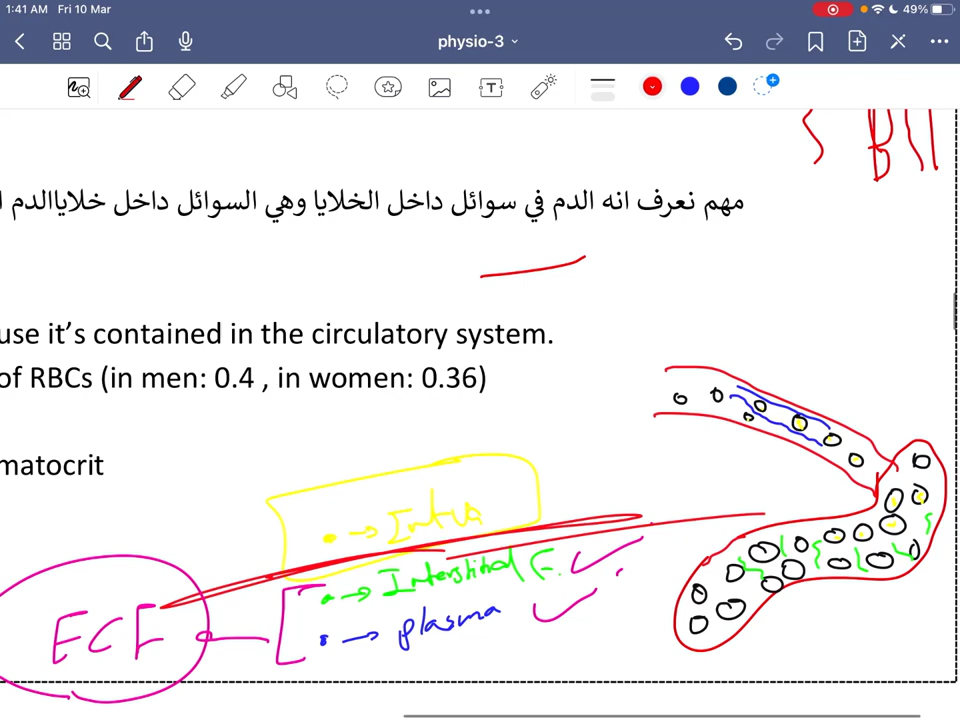 1:41 AM Fri 10 Mar
49%
physio-3
مهم نعرف انه الدم في سوائل داخل الخلايا وهي السوائل داخل خلاياالدم ا
use it's contained in the circulatory system.
of RBCs (in men: 0.4 , in women: 0.36)
matocrit
Interstitial F.
plasma
ECF